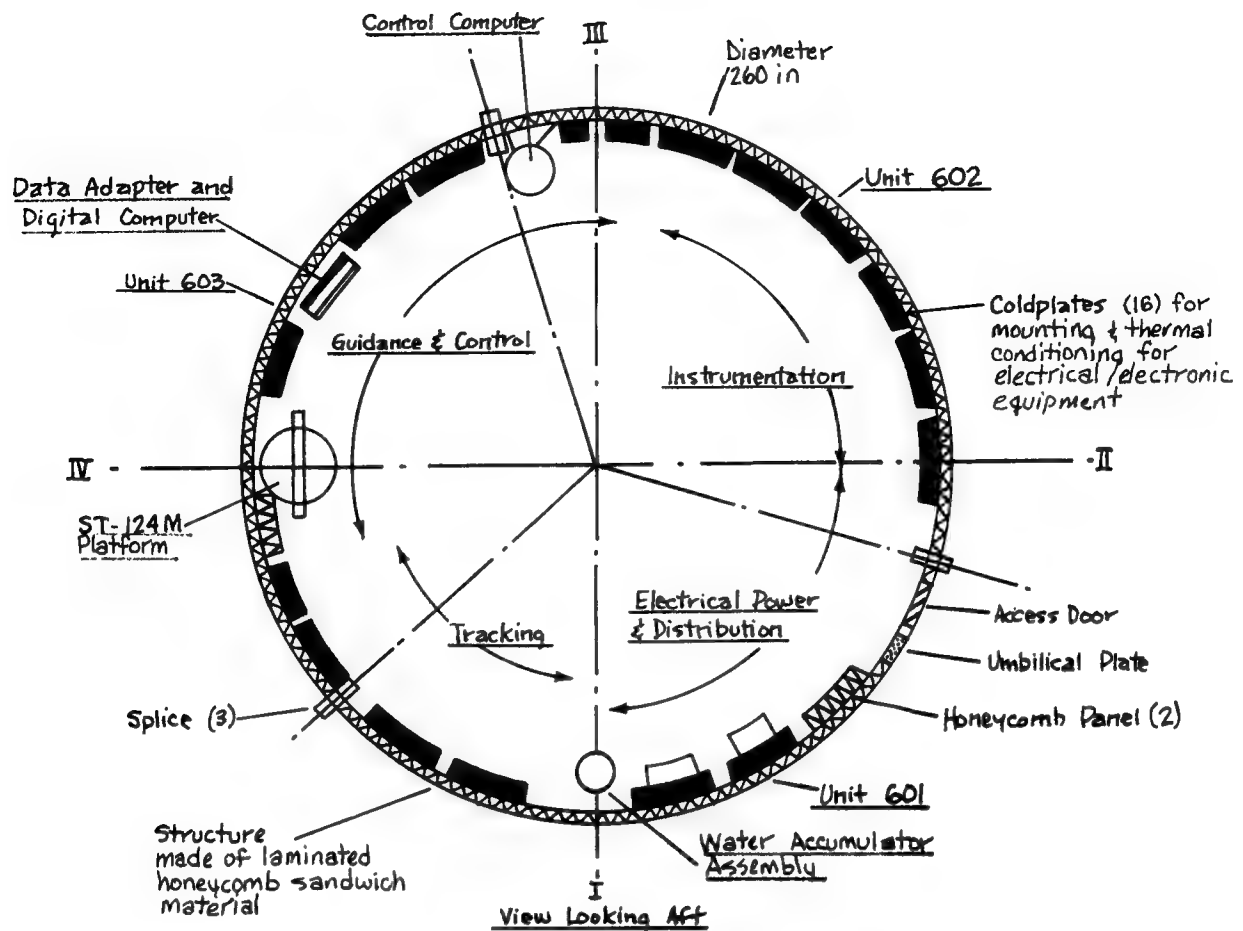 Control Computer
III
Diameter
260 in
Unit 602
Data Adapter and
Digital Computer
Unit 603
Guidance & Control
Instrumentation
Coldplates (16) for
mounting & thermal
conditioning for
electrical/electronic
equipment
IV
II
ST-124M
Platform
Electrical Power
& Distribution
Tracking
Access Door
Umbilical Plate
Honeycomb Panel (2)
Splice (3)
Unit 601
Structure
made of laminated
honeycomb sandwich
material
Water Accumulator
Assembly
I
View Looking Aft